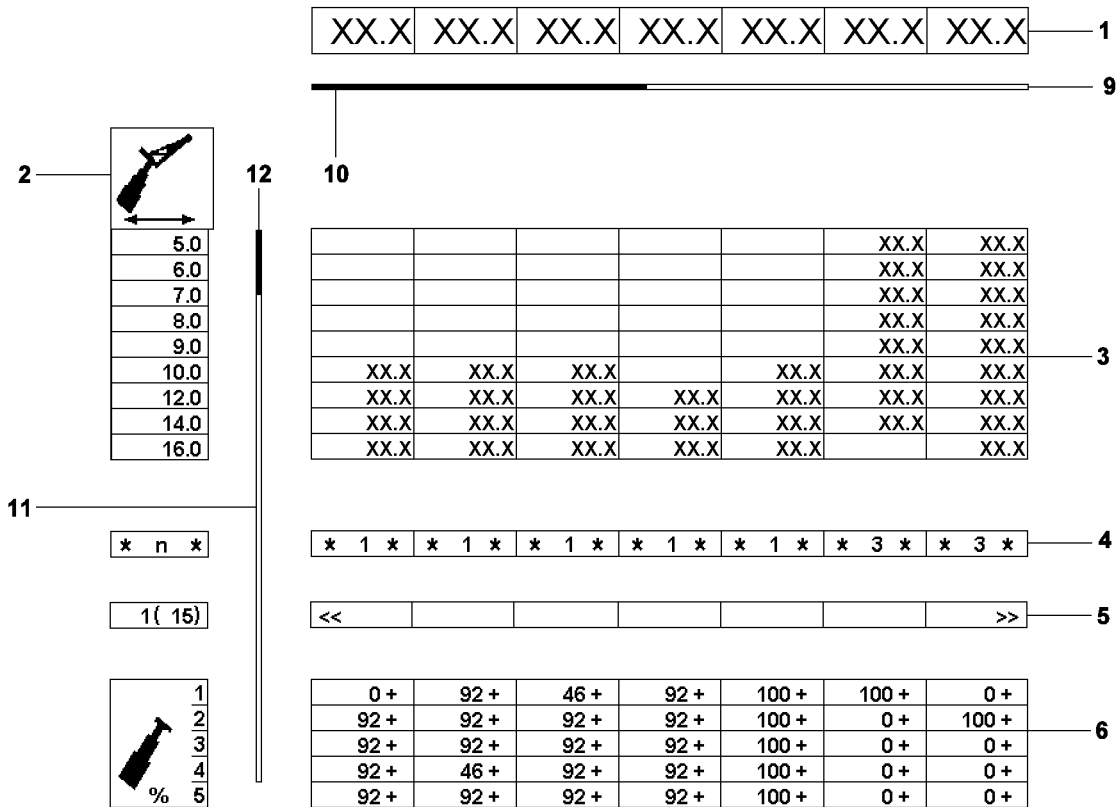 XX.X XX.X XX.X XX.X XX.X XX.X XX.X 1
9
2 12 10
5.0 XX.X XX.X
6.0 XX.X XX.X
7.0 XX.X XX.X
8.0 XX.X XX.X
9.0 XX.X XX.X
3
10.0 XX.X XX.X XX.X XX.X XX.X XX.X
12.0 XX.X XX.X XX.X XX.X XX.X XX.X XX.X
14.0 XX.X XX.X XX.X XX.X XX.X XX.X XX.X
16.0 XX.X XX.X XX.X XX.X XX.X XX.X
11
* n * * 1 * * 1 * * 1 * * 1 * * 1 * * 3 * * 3 * 4
1( 15) << >> 5
1 0 + 92 + 46 + 92 + 100 + 100 + 0 +
2 92 + 92 + 92 + 92 + 100 + 0 + 100 +
3 92 + 92 + 92 + 92 + 100 + 0 + 0 + 6
4 92 + 46 + 92 + 92 + 100 + 0 + 0 +
% 5 92 + 92 + 92 + 92 + 100 + 0 + 0 +